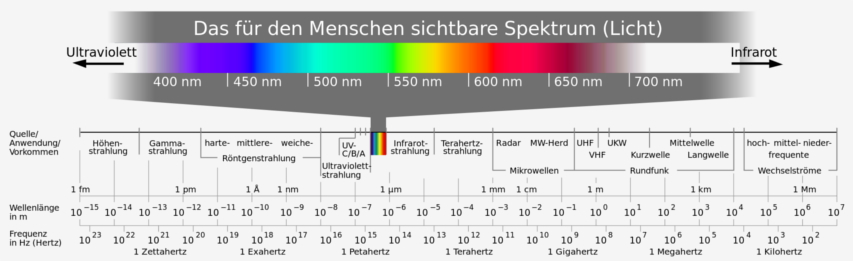 Das für den Menschen sichtbare Spektrum (Licht)
Ultraviolett Infrarot
400 nm 450 nm 500 nm 550 nm 600 nm 650 nm 700 nm
Quelle/
Anwendung/
Vorkommen
Höhen-
strahlung
Gamma-
strahlung
harte- mittlere- weiche-
Röntgenstrahlung
UV-
C/B/A
Ultraviolett-
strahlung
Infrarot-
strahlung
Terahertz-
strahlung
Radar MW-Herd
Mikrowellen
UHF UKW Mittelwelle
VHF Kurzwelle Langwelle
Rundfunk
hoch- mittel- nieder-
frequente
Wechselströme
1 fm 1 pm 1 Å 1 nm 1 µm 1 mm 1 cm 1 m 1 km 1 Mm
Wellenlänge
in m
10⁻¹⁵ 10⁻¹⁴ 10⁻¹³ 10⁻¹² 10⁻¹¹ 10⁻¹⁰ 10⁻⁹ 10⁻⁸ 10⁻⁷ 10⁻⁶ 10⁻⁵ 10⁻⁴ 10⁻³ 10⁻² 10⁻¹ 10⁰ 10¹ 10² 10³ 10⁴ 10⁵ 10⁶ 10⁷
Frequenz
in Hz (Hertz)
10²³ 10²² 10²¹ 10²⁰ 10¹⁹ 10¹⁸ 10¹⁷ 10¹⁶ 10¹⁵ 10¹⁴ 10¹³ 10¹² 10¹¹ 10¹⁰ 10⁹ 10⁸ 10⁷ 10⁶ 10⁵ 10⁴ 10³ 10²
1 Zettahertz 1 Exahertz 1 Petahertz 1 Terahertz 1 Gigahertz 1 Megahertz 1 Kilohertz